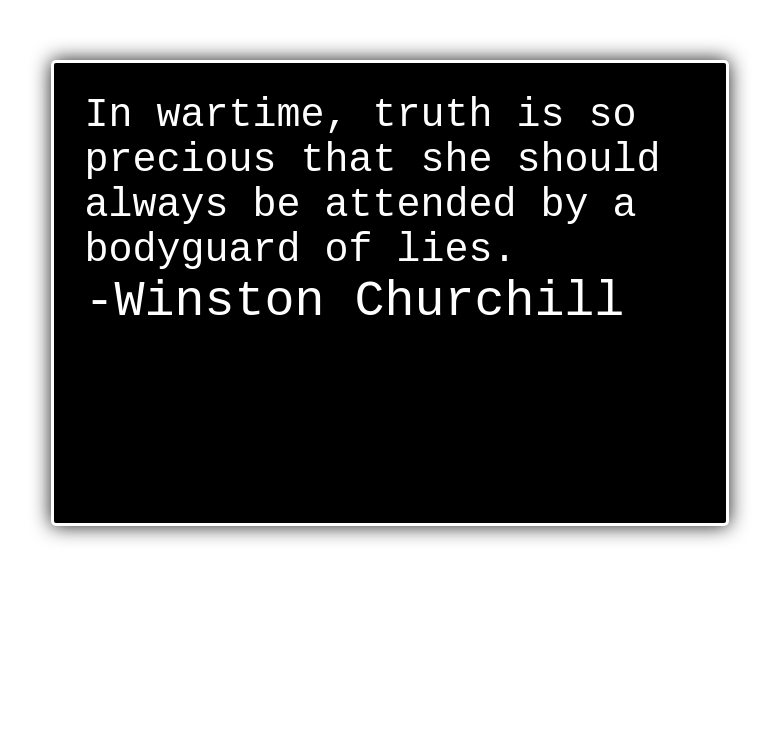 In wartime, truth is so
precious that she should
always be attended by a
bodyguard of lies.
-Winston Churchill